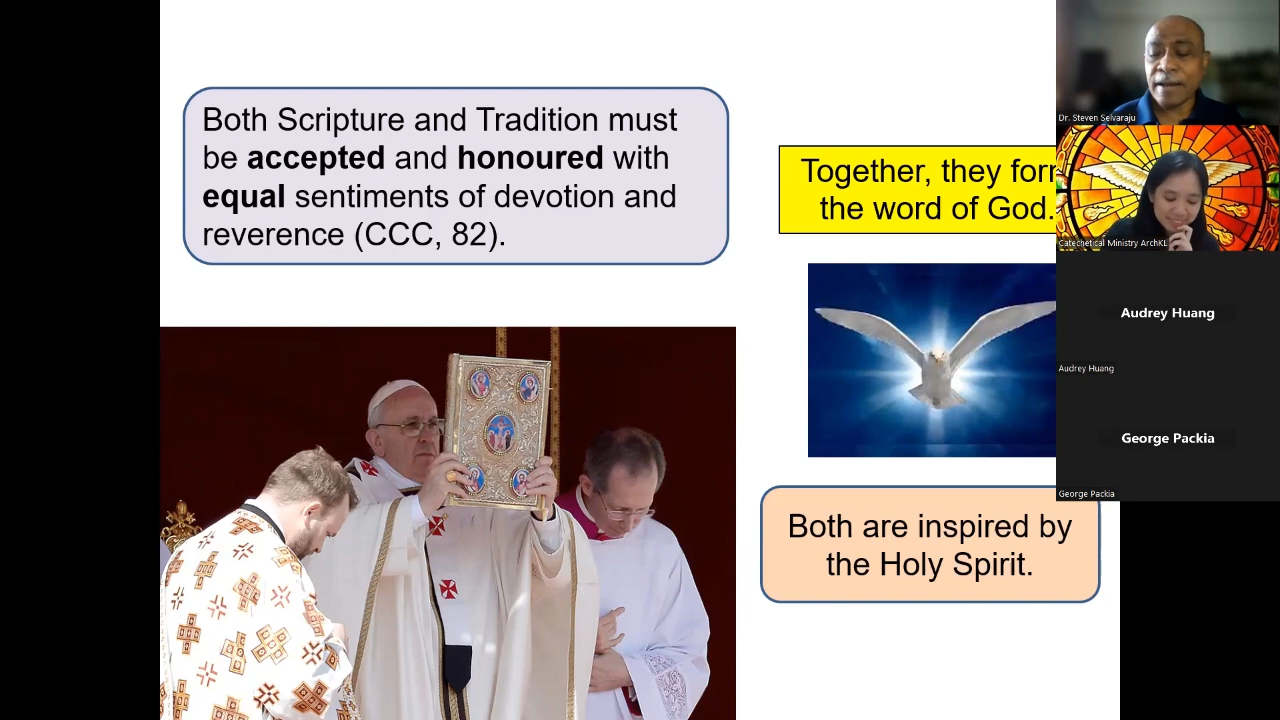 Both Scripture and Tradition must
be accepted and honoured with
equal sentiments of devotion and
reverence (CCC, 82).
Together, they for
the word of God.
Both are inspired by
the Holy Spirit.
Dr. Steven Selvaraju
Catechetical Ministry ArchKL
Audrey Huang
Audrey Huang
George Packia
George Packia